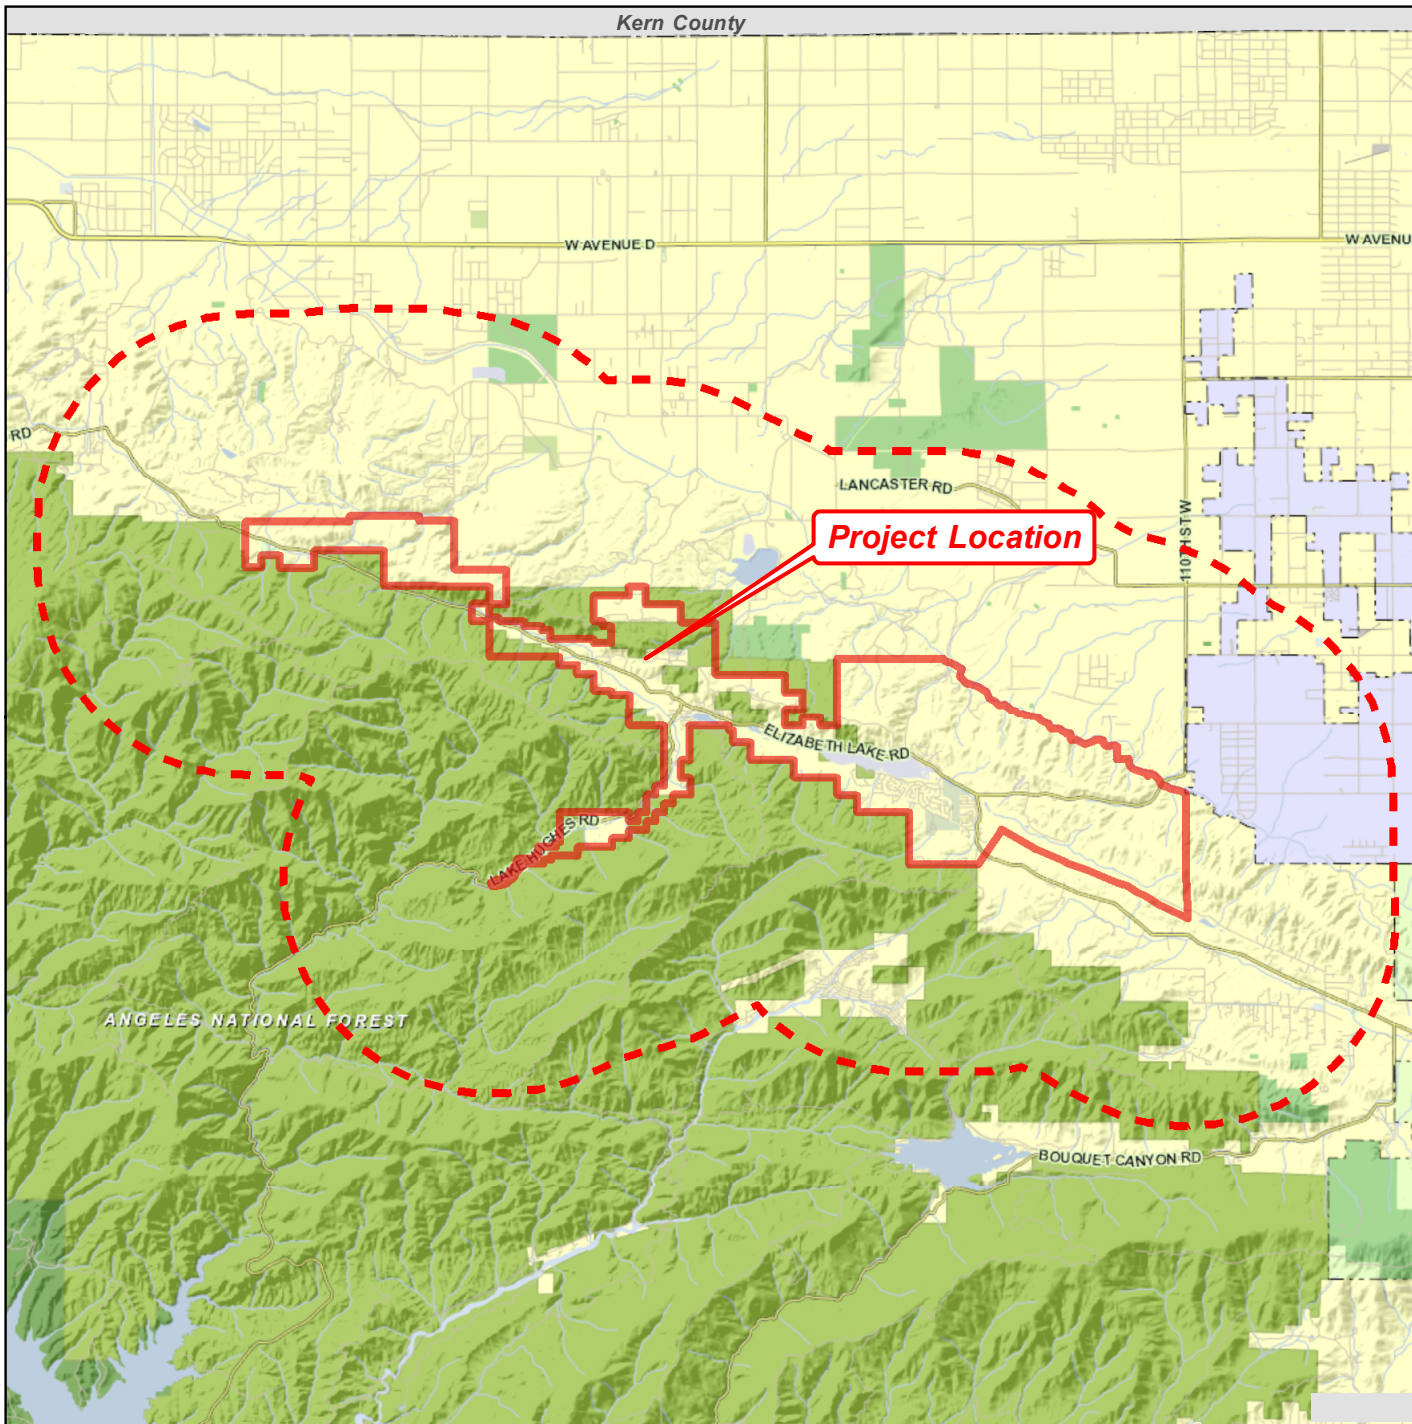 Kern County
W AVENUE D
W AVENU
RD
LANCASTER RD
Project Location
110TH ST W
ELIZABETH LAKE RD
LAKE HUGHES RD
ANGELES NATIONAL FOREST
BOUQUET CANYON RD